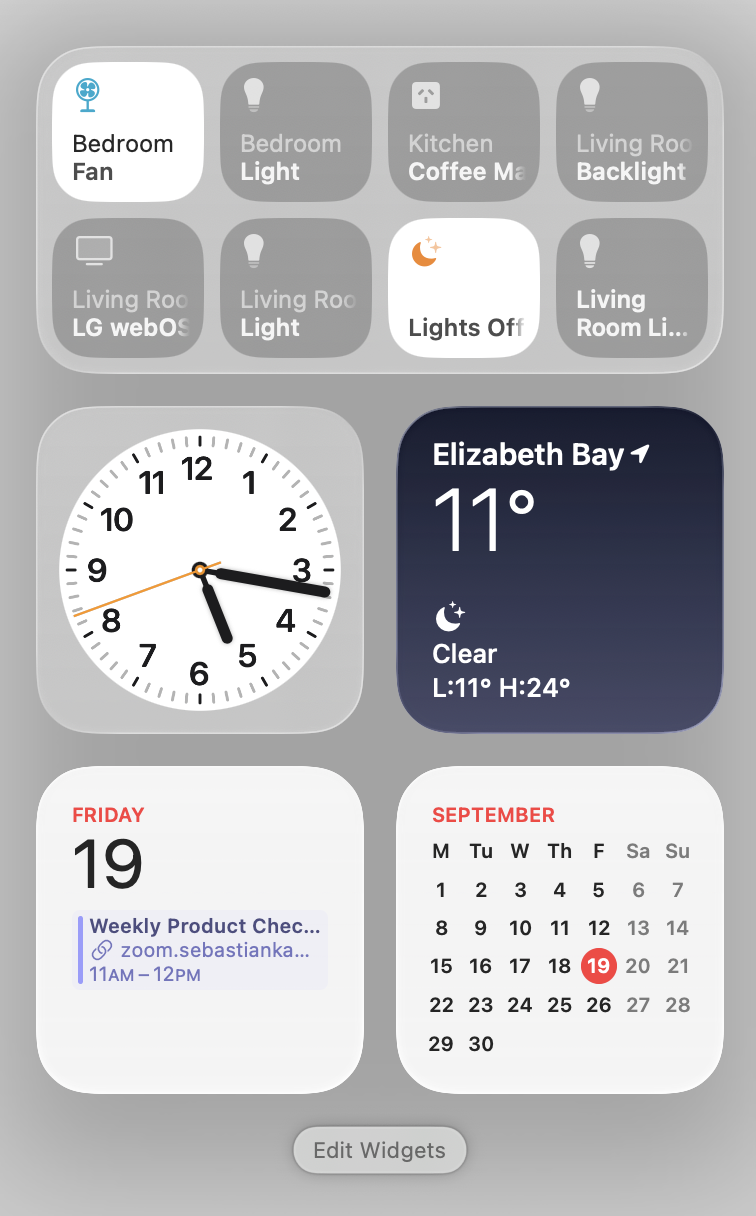 Bedroom
Fan
Bedroom
Light
Kitchen
Coffee Ma
Living Roo
Backlight
Living Roo
LG webOS
Living Roo
Light
Lights Off
Living
Room Li...
12
1
2
3
4
5
6
7
8
9
10
11
Elizabeth Bay
11°
Clear
L:11° H:24°
FRIDAY
19
Weekly Product Chec...
zoom.sebastianka...
11AM – 12PM
SEPTEMBER
M Tu W Th F Sa Su
1 2 3 4 5 6 7
8 9 10 11 12 13 14
15 16 17 18 19 20 21
22 23 24 25 26 27 28
29 30
Edit Widgets